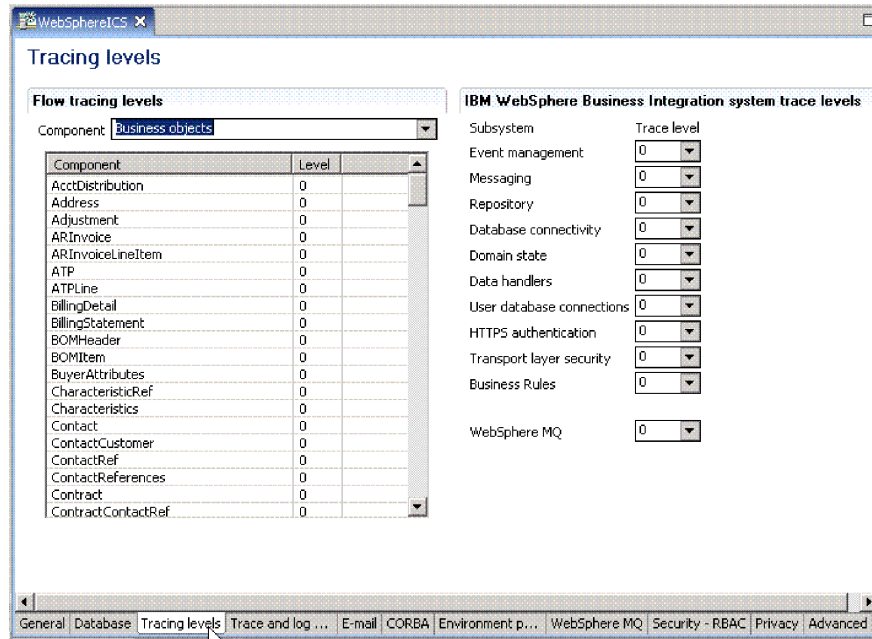 WebSphereICS
Tracing levels
Flow tracing levels
Component Business objects
Component Level
AcctDistribution 0
Address 0
Adjustment 0
ARInvoice 0
ARInvoiceLineItem 0
ATP 0
ATPLine 0
BillingDetail 0
BillingStatement 0
BOMHeader 0
BOMItem 0
BuyerAttributes 0
CharacteristicRef 0
Characteristics 0
Contact 0
ContactCustomer 0
ContactRef 0
ContactReferences 0
Contract 0
ContractContactRef 0
IBM WebSphere Business Integration system trace levels
Subsystem Trace level
Event management 0
Messaging 0
Repository 0
Database connectivity 0
Domain state 0
Data handlers 0
User database connections 0
HTTPS authentication 0
Transport layer security 0
Business Rules 0
WebSphere MQ 0
General Database Tracing levels Trace and log ... E-mail CORBA Environment p... WebSphere MQ Security - RBAC Privacy Advanced